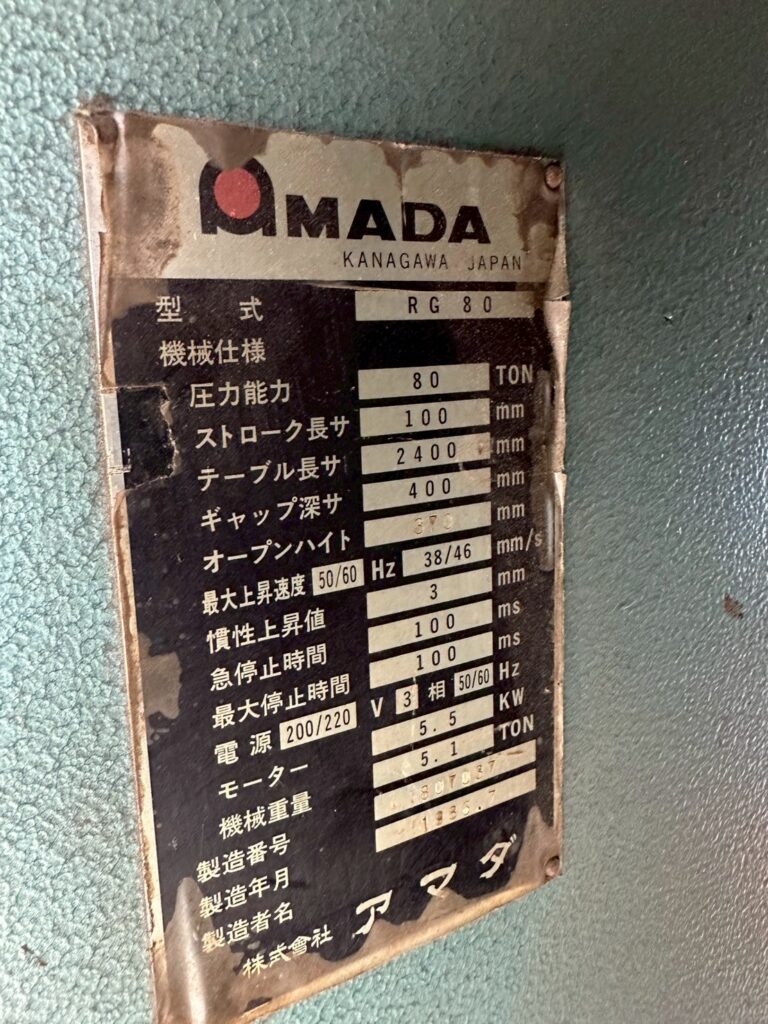 AMADA
KANAGAWA JAPAN
型式 RG 80
機械仕様
圧力能力 80 TON
ストローク長サ 100 mm
テーブル長サ 2400 mm
ギャップ深サ 400 mm
オープンハイト 370 mm
最大上昇速度 50/60 Hz 38/46 mm/s
慣性上昇値 3 mm
急停止時間 100 ms
最大停止時間 100 ms
電源 200/220 V 3 相 50/60 Hz
モーター 5.5 KW
機械重量 5.1 TON
製造番号
製造年月
製造者名
株式會社 アマダ